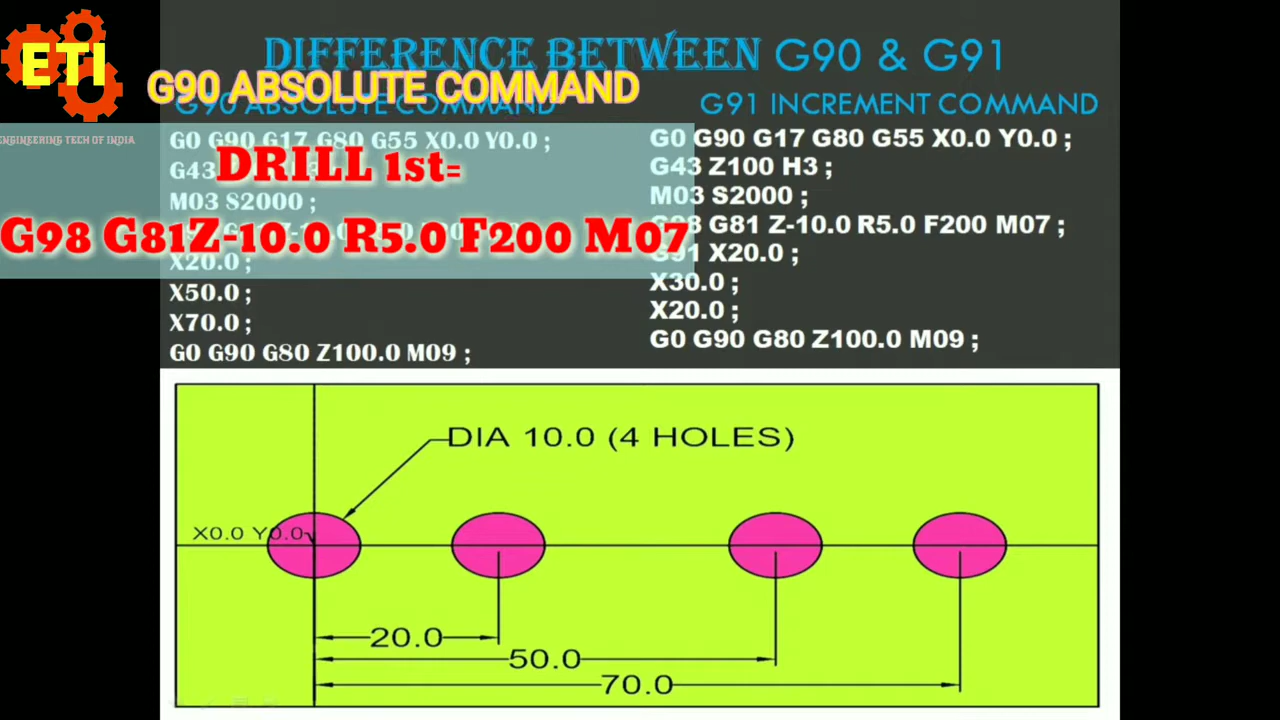 ETI
ENGINEERING TECH OF INDIA
DIFFERENCE BETWEEN G90 & G91
G90 ABSOLUTE COMMAND
G90 ABSOLUTE COMMAND
G0 G90 G17 G80 G55 X0.0 Y0.0 ;
G43
DRILL 1st=
M03 S2000 ;
G98 G81Z-10.0 R5.0 F200 M07
X20.0 ;
X50.0 ;
X70.0 ;
G0 G90 G80 Z100.0 M09 ;
G91 INCREMENT COMMAND
G0 G90 G17 G80 G55 X0.0 Y0.0 ;
G43 Z100 H3 ;
M03 S2000 ;
G98 G81 Z-10.0 R5.0 F200 M07 ;
G91 X20.0 ;
X30.0 ;
X20.0 ;
G0 G90 G80 Z100.0 M09 ;
DIA 10.0 (4 HOLES)
X0.0 Y0.0
20.0
50.0
70.0